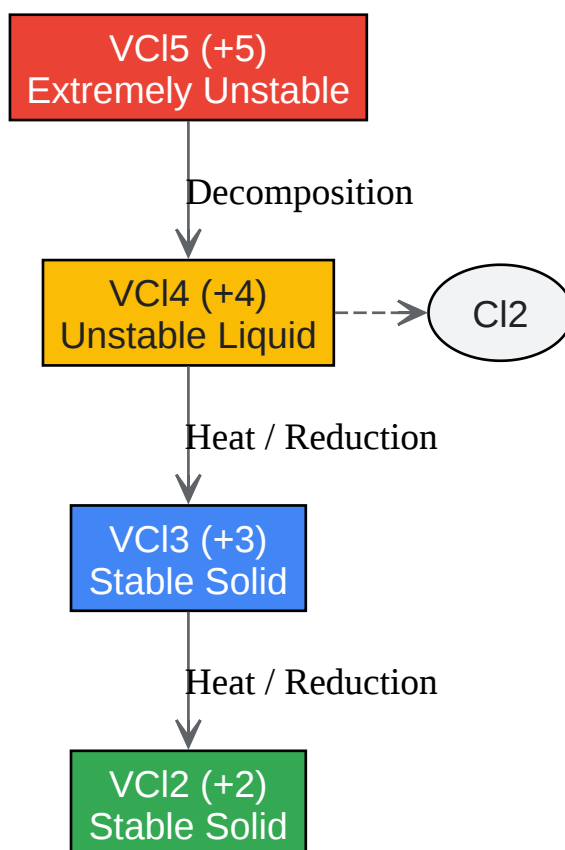 VCl5 (+5)
Extremely Unstable
Decomposition
VCl4 (+4)
Unstable Liquid
Cl2
Heat / Reduction
VCl3 (+3)
Stable Solid
Heat / Reduction
VCl2 (+2)
Stable Solid